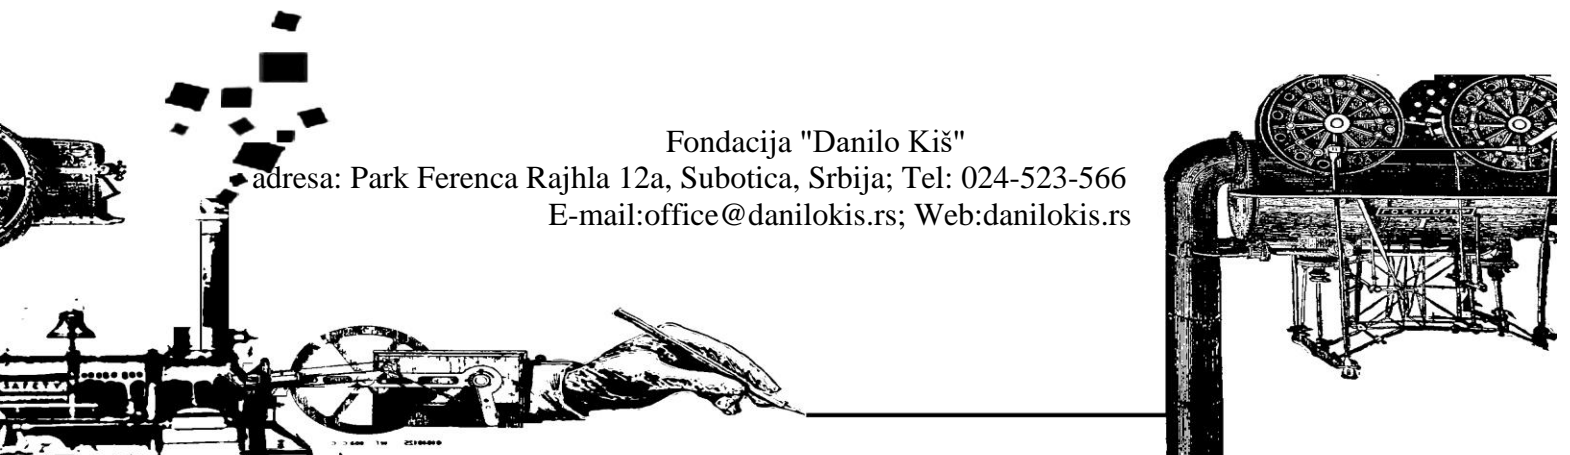 Fondacija "Danilo Kiš"
adresa: Park Ferenca Rajhla 12a, Subotica, Srbija; Tel: 024-523-566
E-mail:office@danilokis.rs; Web:danilokis.rs
SAFETY